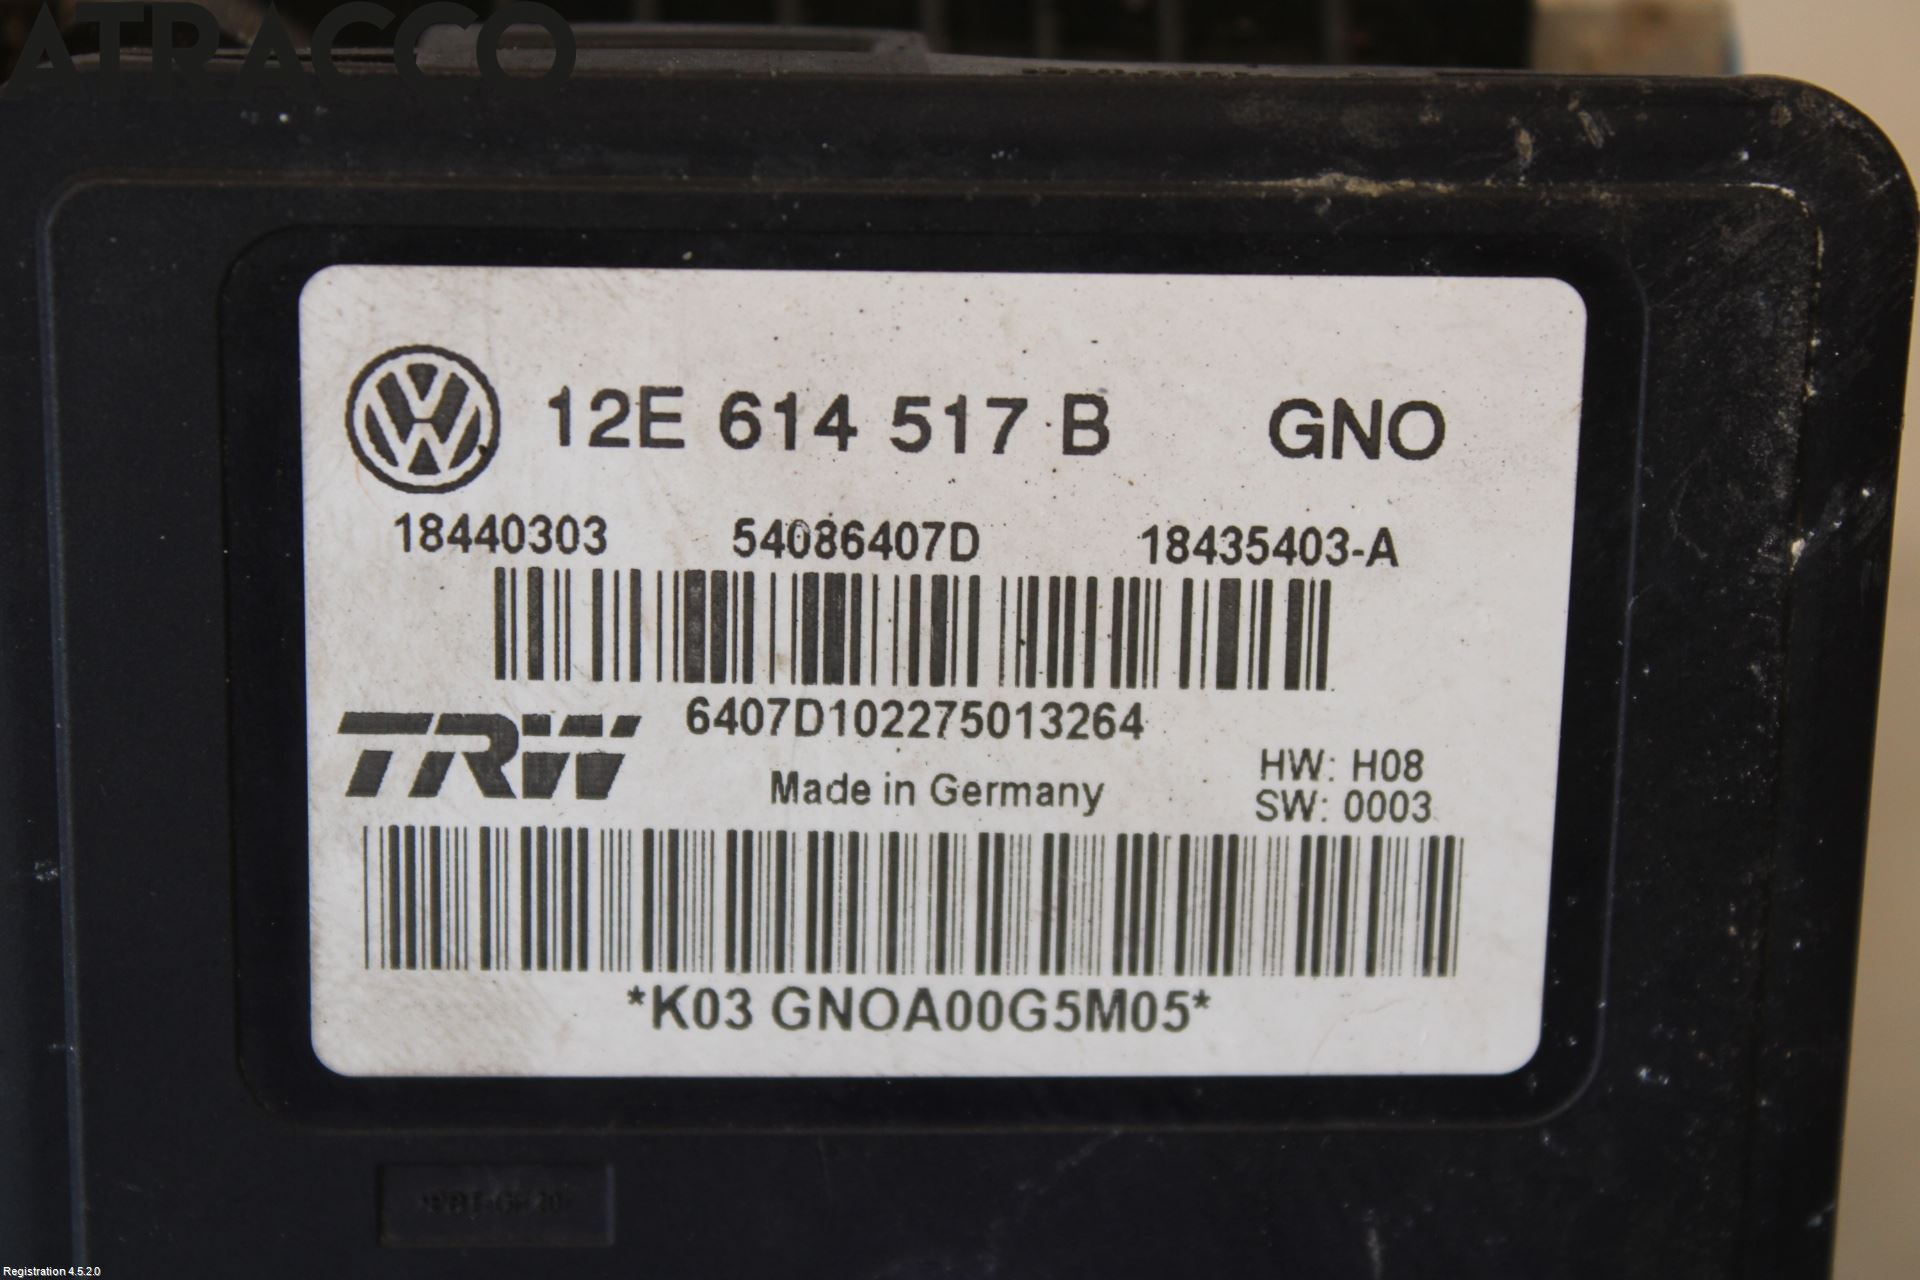 ATRACCO
12E 614 517 B GNO
18440303 54086407D 18435403-A
6407D102275013264
TRW
Made in Germany
HW: H08
SW: 0003
*K03 GNOA00G5M05*
Registration 4.5.2.0